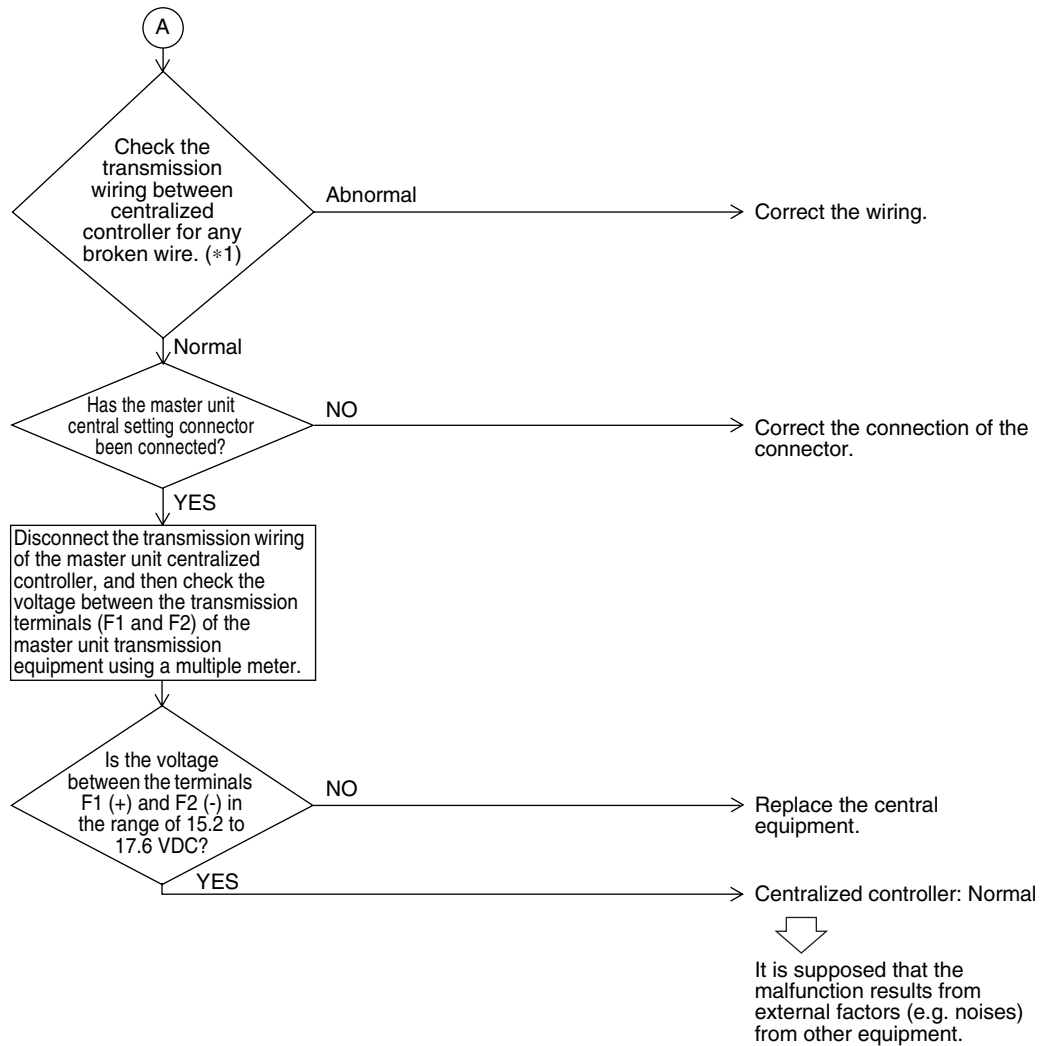 A
Check the
transmission
wiring between
centralized
controller for any
broken wire. (*1)
Abnormal
Correct the wiring.
Normal
Has the master unit
central setting connector
been connected?
NO
Correct the connection of the
connector.
YES
Disconnect the transmission wiring
of the master unit centralized
controller, and then check the
voltage between the transmission
terminals (F1 and F2) of the
master unit transmission
equipment using a multiple meter.
Is the voltage
between the terminals
F1 (+) and F2 (-) in
the range of 15.2 to
17.6 VDC?
NO
Replace the central
equipment.
YES
Centralized controller: Normal
It is supposed that the
malfunction results from
external factors (e.g. noises)
from other equipment.